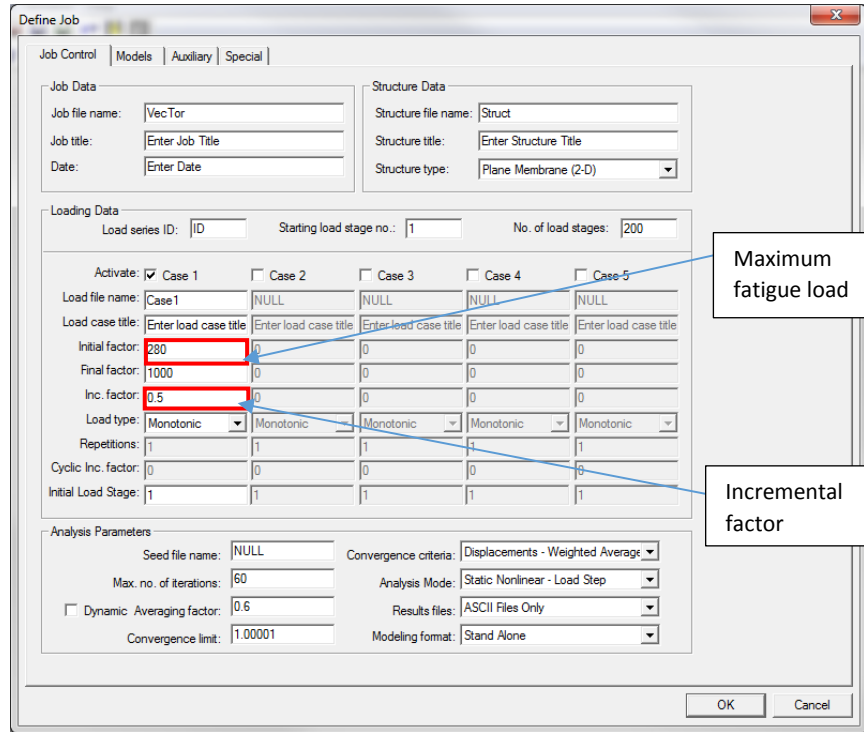 Define Job
Job Control Models Auxiliary Special
Job Data
Job file name: VecTor
Job title: Enter Job Title
Date: Enter Date
Structure Data
Structure file name: Struct
Structure title: Enter Structure Title
Structure type: Plane Membrane (2-D)
Loading Data
Load series ID: ID Starting load stage no.: 1 No. of load stages: 200
Activate: Case 1 Case 2 Case 3 Case 4 Case 5
Load file name: Case1 NULL NULL NULL NULL
Load case title: Enter load case title Enter load case title Enter load case title Enter load case title Enter load case title
Initial factor: 280 0 0 0 0
Final factor: 1000 0 0 0 0
Inc. factor: 0.5 0 0 0 0
Load type: Monotonic Monotonic Monotonic Monotonic Monotonic
Repetitions: 1 1 1 1 1
Cyclic Inc. factor: 0 0 0 0 0
Initial Load Stage: 1 1 1 1 1
Maximum
fatigue load
Incremental
factor
Analysis Parameters
Seed file name: NULL
Max. no. of iterations: 60
Dynamic Averaging factor: 0.6
Convergence limit: 1.00001
Convergence criteria: Displacements - Weighted Average
Analysis Mode: Static Nonlinear - Load Step
Results files: ASCII Files Only
Modeling format: Stand Alone
OK Cancel